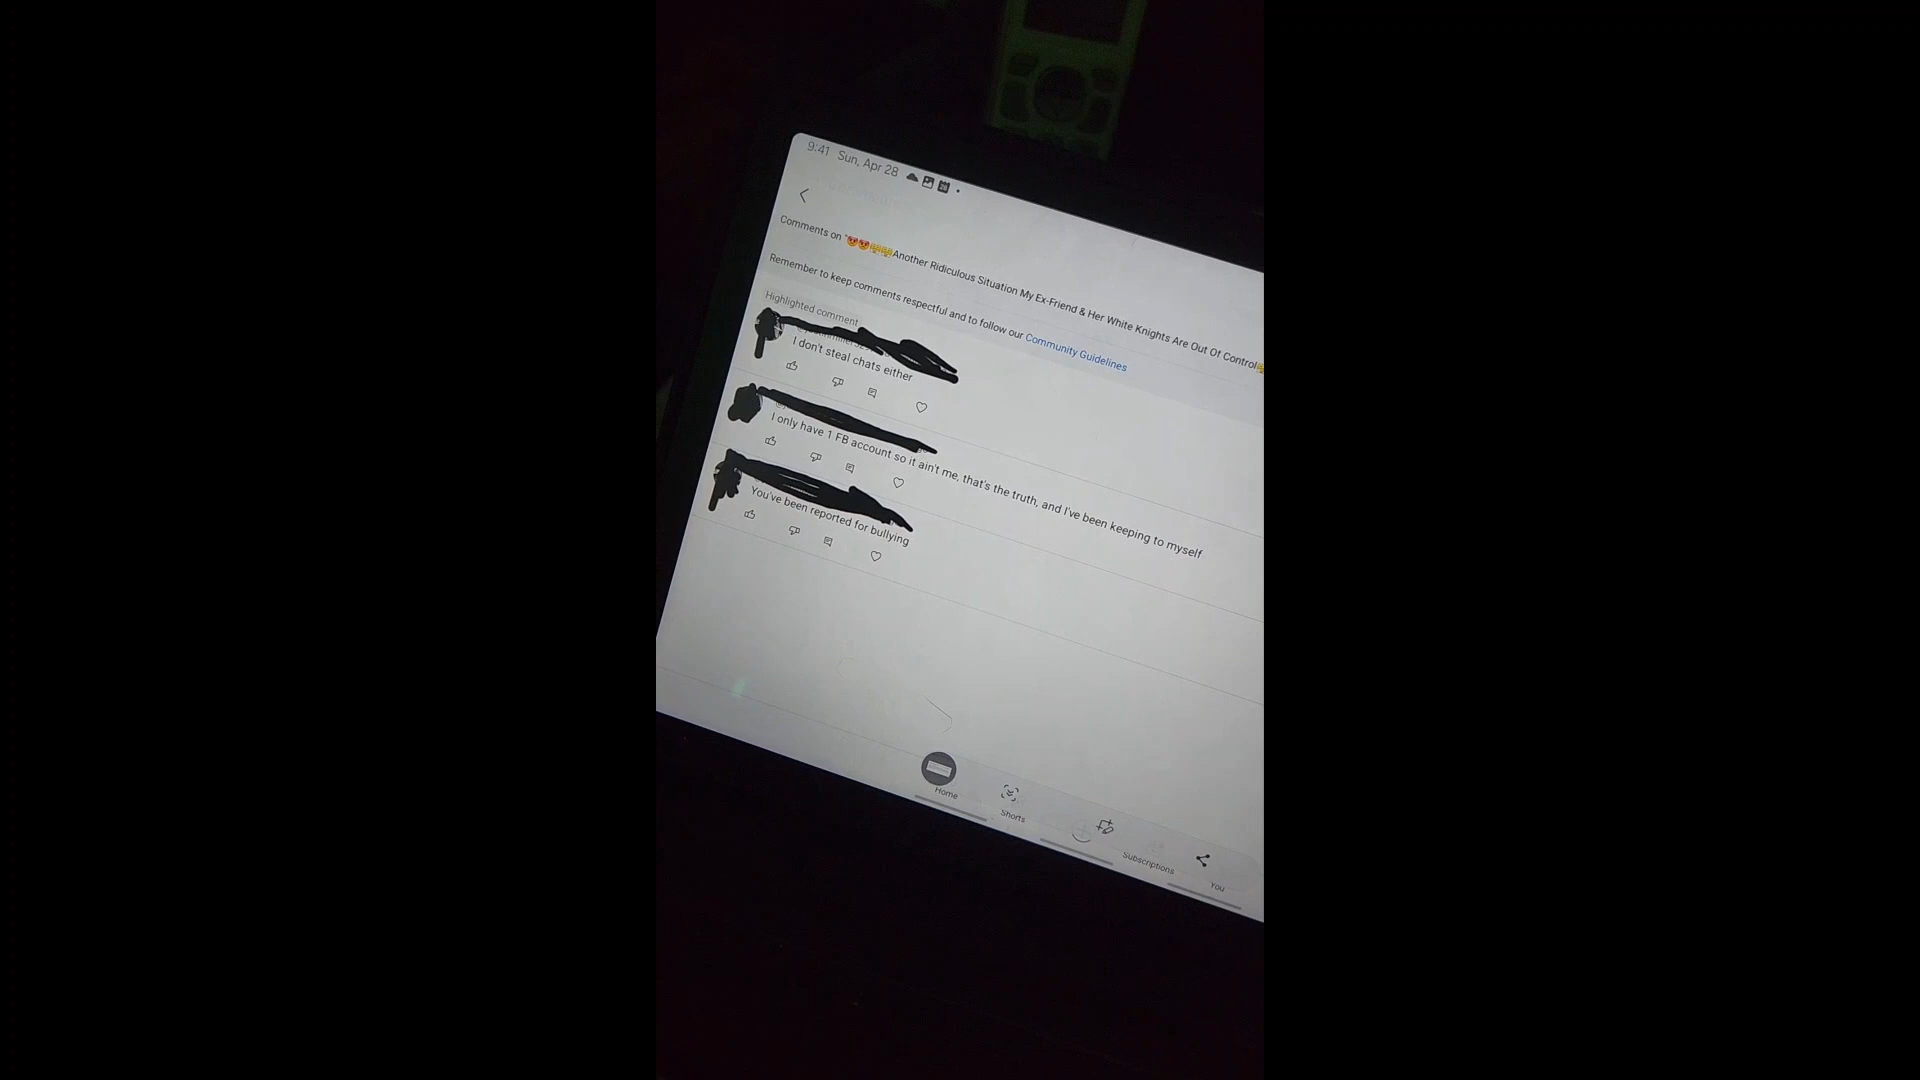 9:41 Sun, Apr 28
Comments on "😡😡🤬🤬Another Ridiculous Situation My Ex-Friend & Her White Knights Are Out Of Control
Remember to keep comments respectful and to follow our Community Guidelines
Highlighted comment
I don't steal chats either
I only have 1 FB account so it ain't me, that's the truth, and I've been keeping to myself
You've been reported for bullying
Home
Shorts
Subscriptions
You